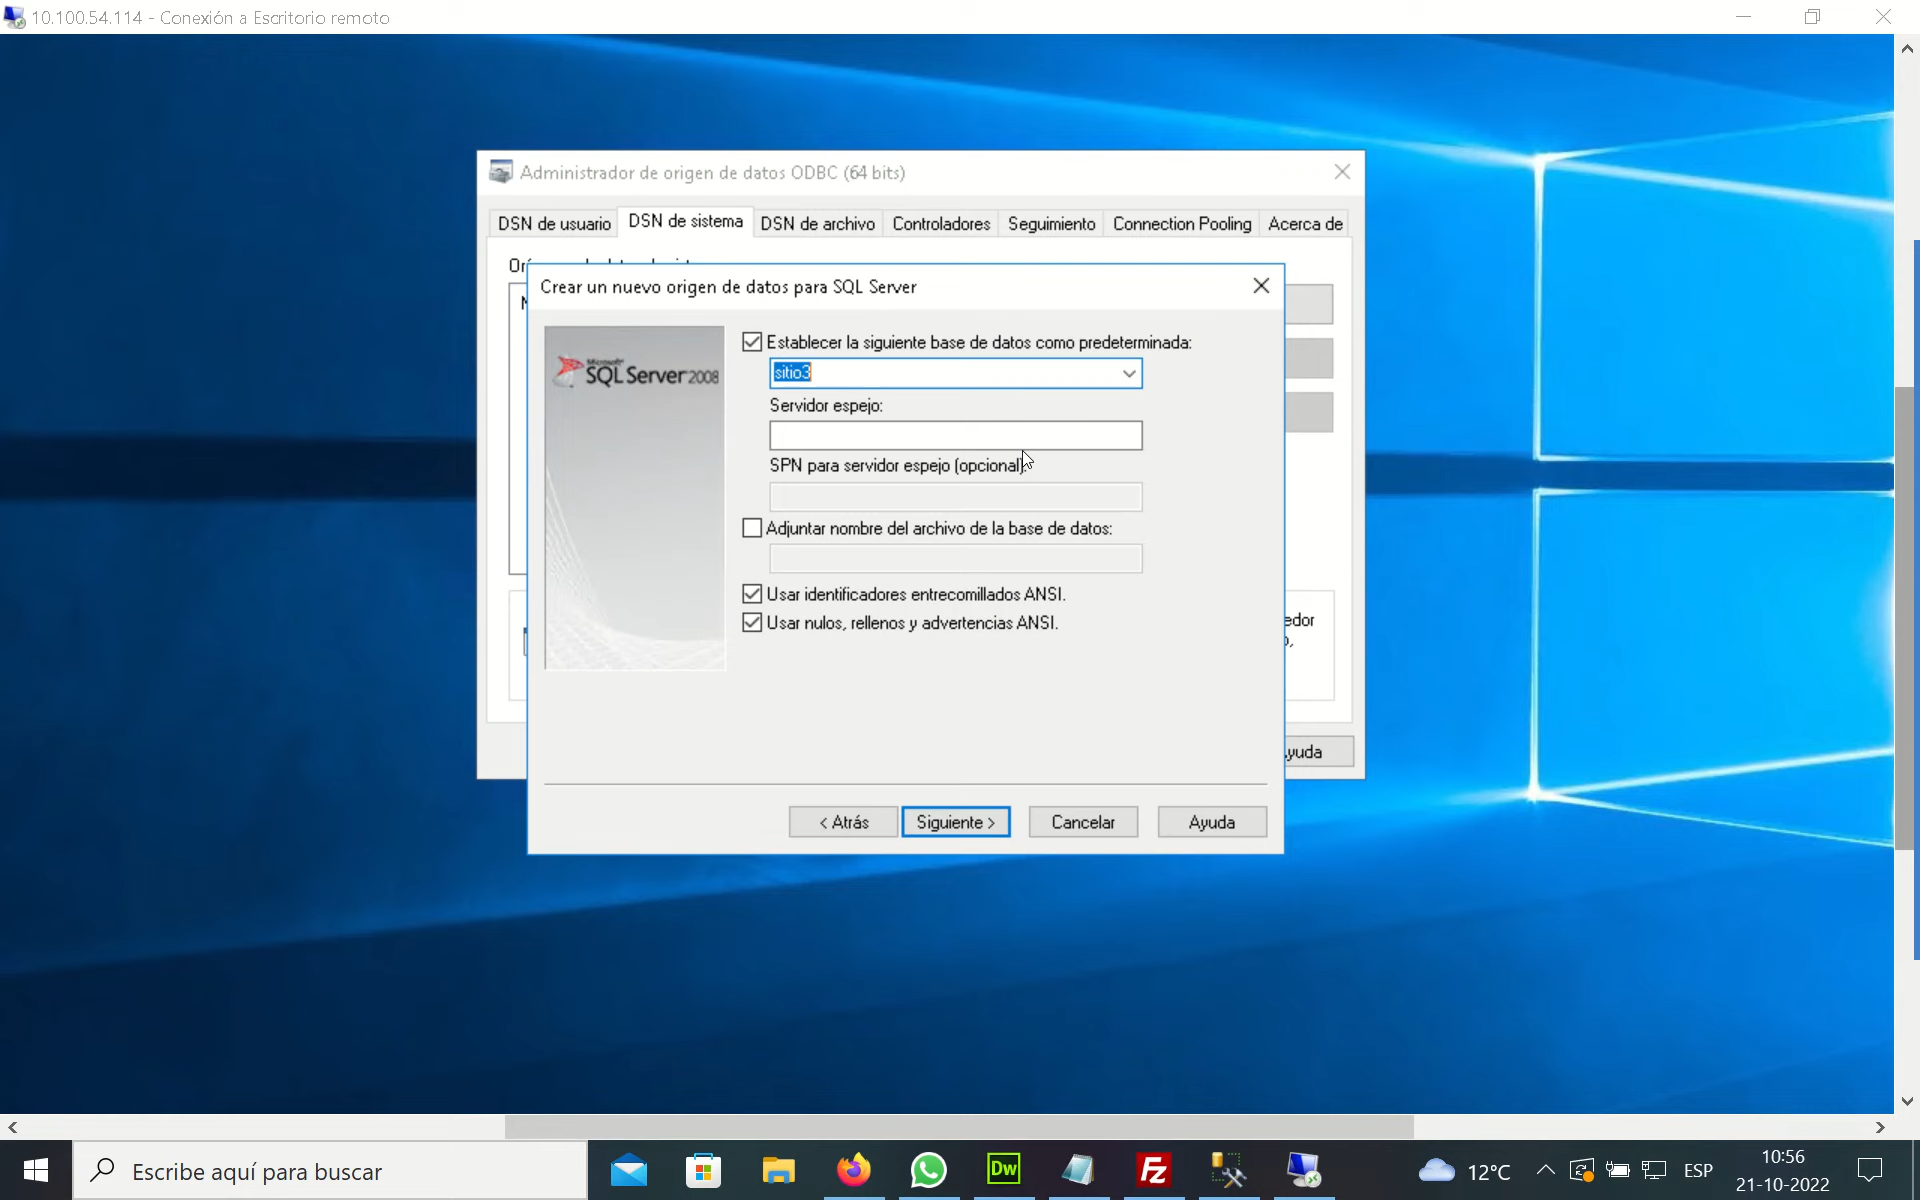 10.100.54.114 - Conexión a Escritorio remoto
Administrador de origen de datos ODBC (64 bits)
DSN de usuario
DSN de sistema
DSN de archivo
Controladores
Seguimiento
Connection Pooling
Acerca de
Crear un nuevo origen de datos para SQL Server
Microsoft
SQL Server 2008
Establecer la siguiente base de datos como predeterminada:
sitio3
Servidor espejo:
SPN para servidor espejo (opcional):
Adjuntar nombre del archivo de la base de datos:
Usar identificadores entrecomillados ANSI.
Usar nulos, rellenos y advertencias ANSI.
< Atrás
Siguiente >
Cancelar
Ayuda
Escribe aquí para buscar
Dw
FZ
12°C
ESP
10:56
21-10-2022